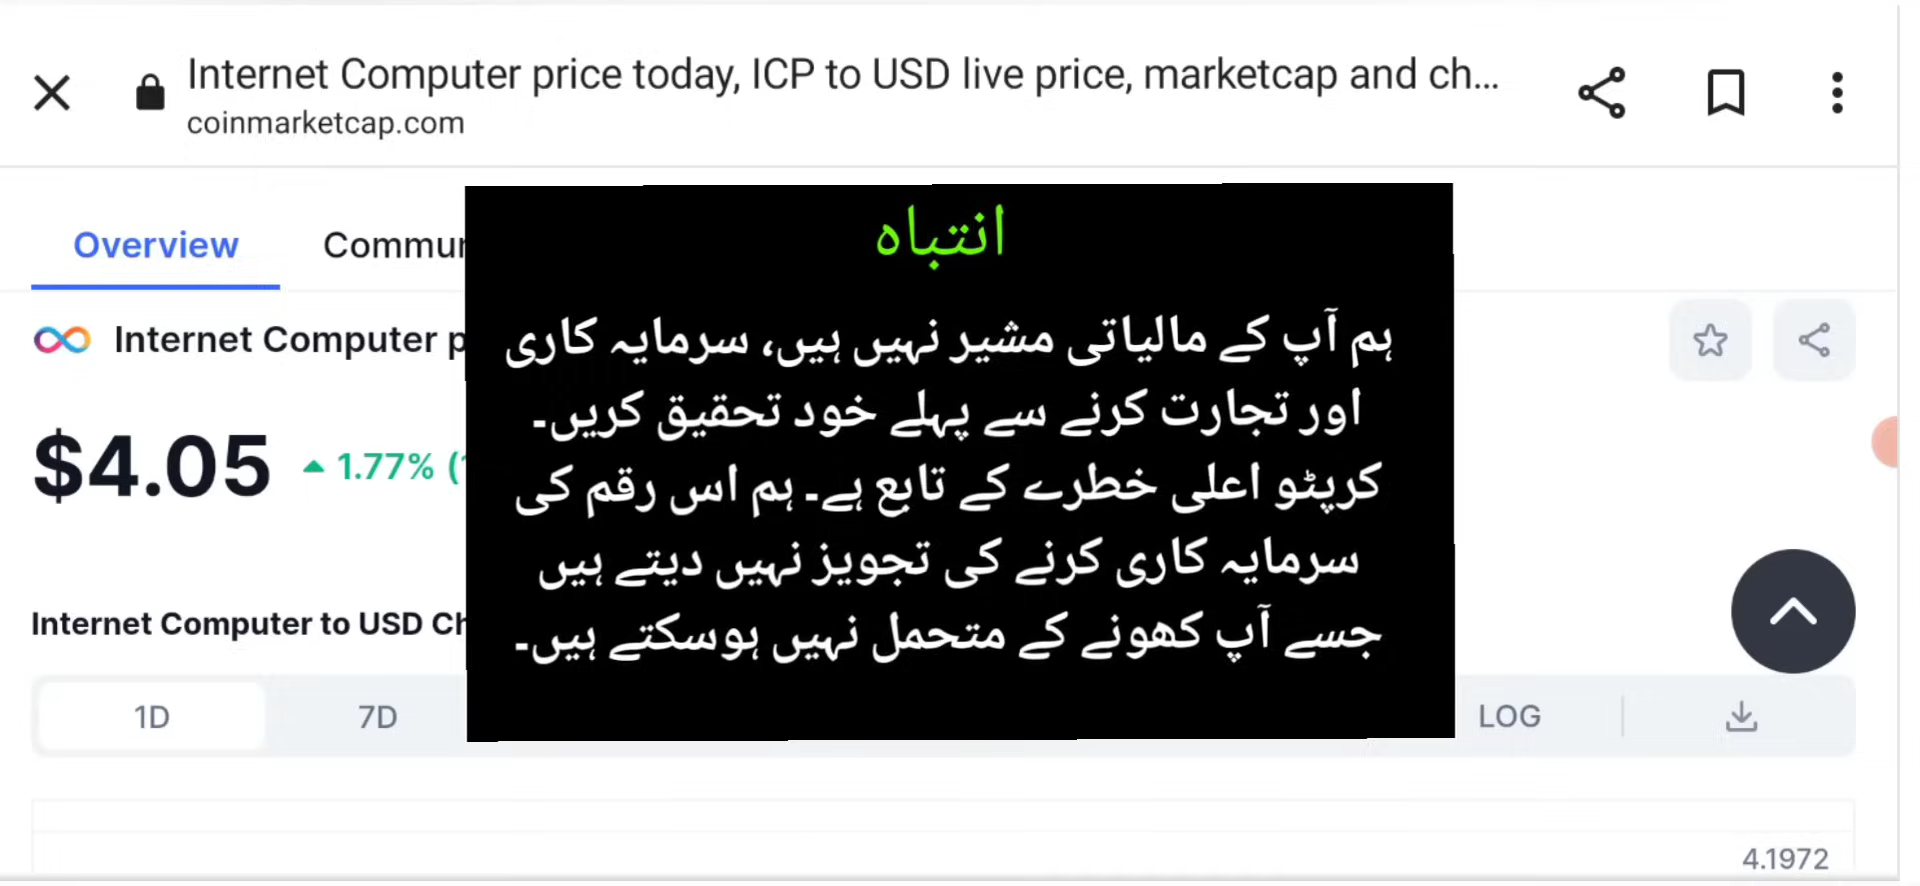 Internet Computer price today, ICP to USD live price, marketcap and ch...
coinmarketcap.com
Overview
Commun
Internet Computer p
$4.05
1.77% (
Internet Computer to USD Ch
1D
7D
LOG
4.1972
انتباہ
ہم آپ کے مالیاتی مشیر نہیں ہیں، سرمایہ کاری
اور تجارت کرنے سے پہلے خود تحقیق کریں۔
کرپٹو اعلی خطرے کے تابع ہے۔ ہم اس رقم کی
سرمایہ کاری کرنے کی تجویز نہیں دیتے ہیں
جسے آپ کھونے کے متحمل نہیں ہوسکتے ہیں۔